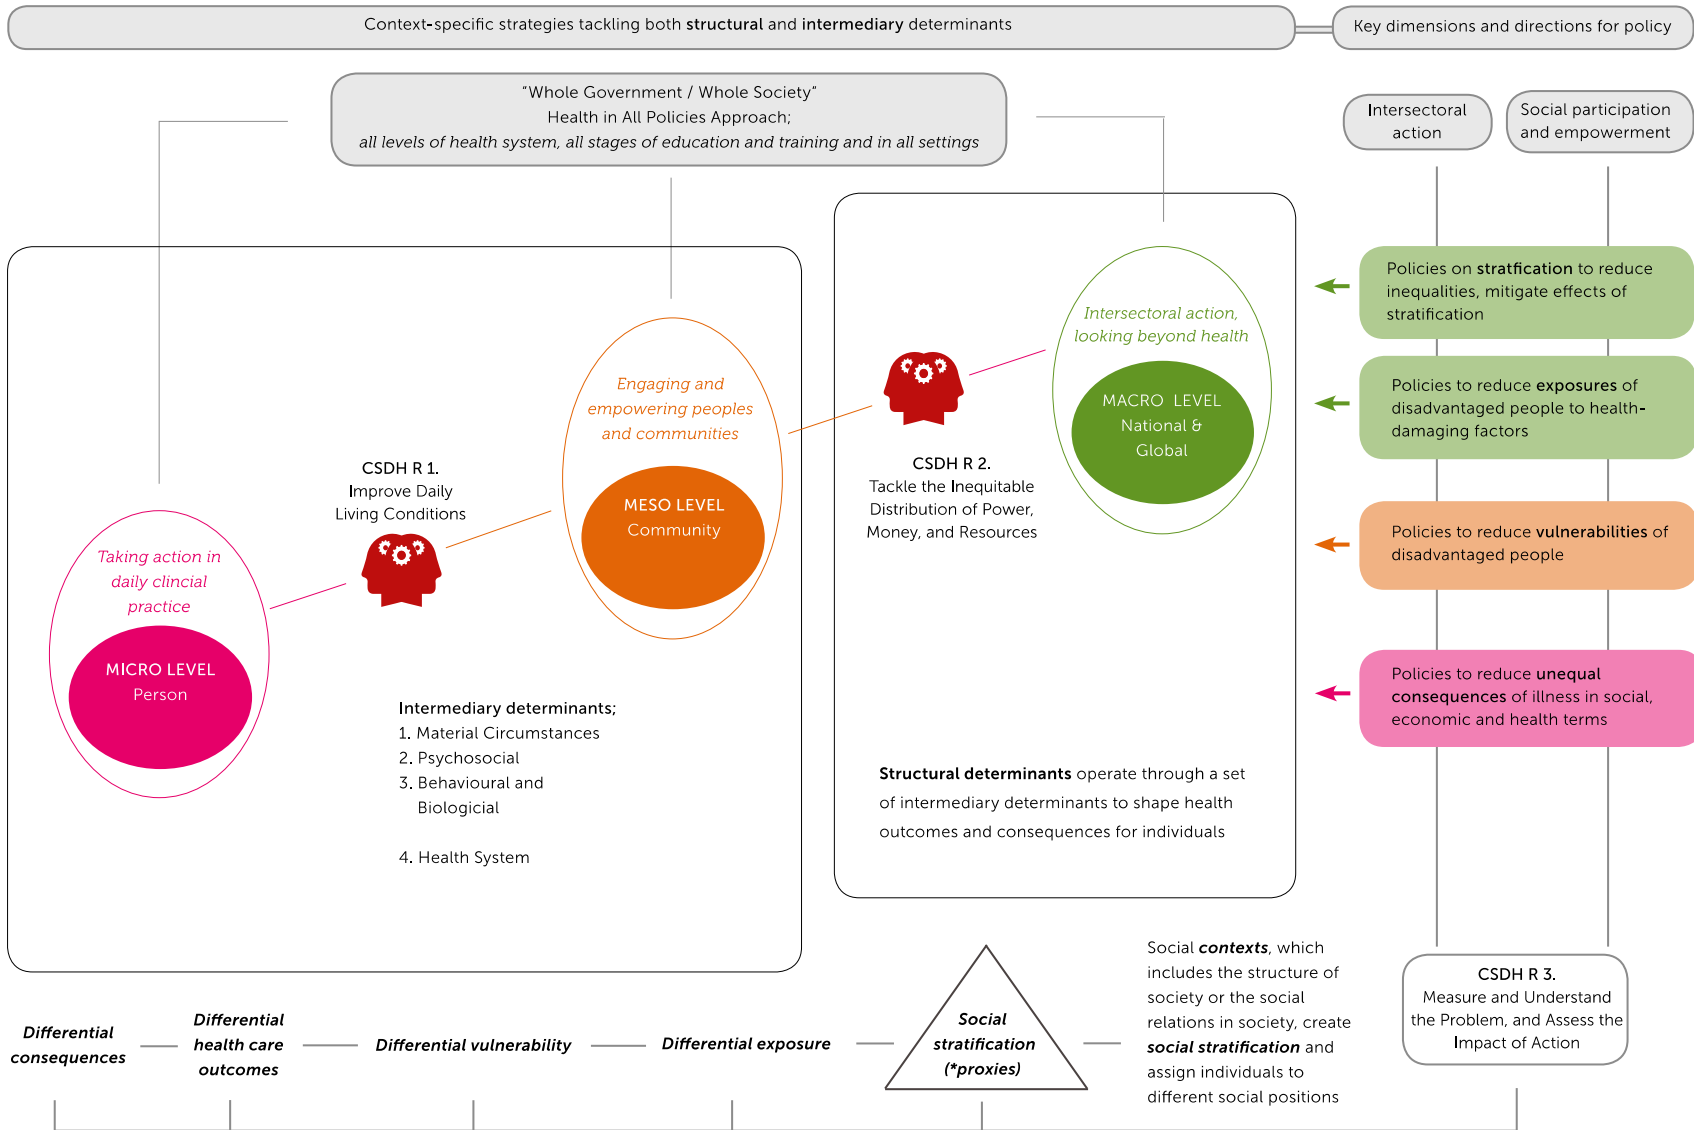 Context-specific strategies tackling both structural and intermediary determinants
Key dimensions and directions for policy
"Whole Government / Whole Society"
Health in All Policies Approach;
all levels of health system, all stages of education and training and in all settings
Intersectoral
action
Social participation
and empowerment
Taking action in
daily clincial
practice
MICRO LEVEL
Person
CSDH R 1.
Improve Daily
Living Conditions
Engaging and
empowering peoples
and communities
MESO LEVEL
Community
Intermediary determinants;
1. Material Circumstances
2. Psychosocial
3. Behavioural and
Biologicial
4. Health System
CSDH R 2.
Tackle the Inequitable
Distribution of Power,
Money, and Resources
Intersectoral action,
looking beyond health
MACRO LEVEL
National &
Global
Structural determinants operate through a set
of intermediary determinants to shape health
outcomes and consequences for individuals
Policies on stratfication to reduce
inequalities, mitigate effects of
stratification
Policies to reduce exposures of
disadvantaged people to health-
damaging factors
Policies to reduce vulnerabilities of
disadvantaged people
Policies to reduce unequal
consequences of illness in social,
economic and health terms
Differential
consequences
Differential
health care
outcomes
Differential vulnerability
Differential exposure
Social
stratification
(*proxies)
Social contexts, which
includes the structure of
society or the social
relations in society, create
social stratification and
assign individuals to
different social positions
CSDH R 3.
Measure and Understand
the Problem, and Assess the
Impact of Action